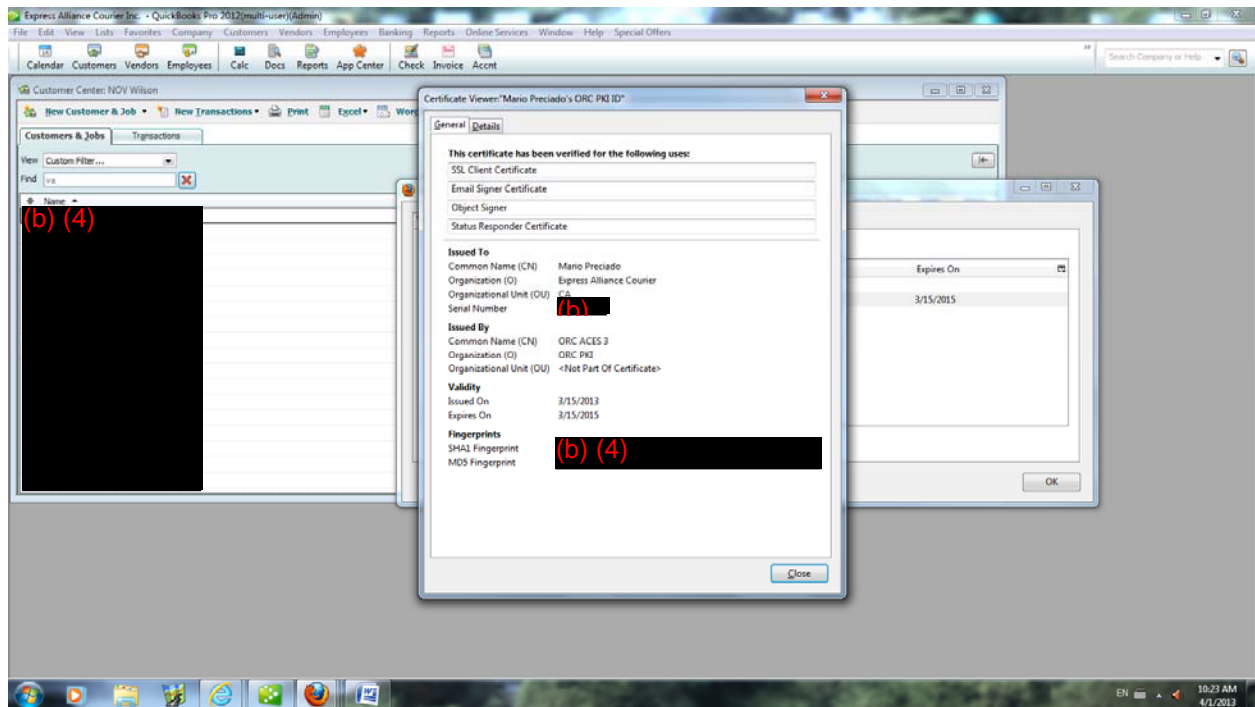 Express Alliance Courier Inc. - QuickBooks Pro 2012(multi-user)(Admin)
File Edit View Lists Favorites Company Customers Vendors Employees Banking Reports Online Services Window Help Special Offers
Calendar Customers Vendors Employees Calc Docs Reports App Center Check Invoice Accnt
Search Company or Help
Customer Center: NOV Wilson
New Customer & Job New Transactions Print Excel Word
Customers & Jobs Transactions
View Custom Filter...
Find va
Name
(b) (4)
Certificate Viewer:"Mario Preciado's ORC PKI ID"
General Details
This certificate has been verified for the following uses:
SSL Client Certificate
Email Signer Certificate
Object Signer
Status Responder Certificate
Issued To
Common Name (CN) Mario Preciado
Organization (O) Express Alliance Courier
Organizational Unit (OU) CA
Serial Number (b)
Issued By
Common Name (CN) ORC ACES 3
Organization (O) ORC PKI
Organizational Unit (OU) <Not Part Of Certificate>
Validity
Issued On 3/15/2013
Expires On 3/15/2015
Fingerprints
SHA1 Fingerprint (b) (4)
MD5 Fingerprint
Close
Expires On
3/15/2015
OK
EN
10:23 AM
4/1/2013